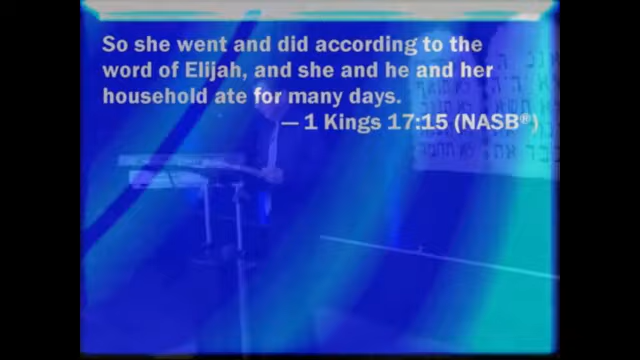 So she went and did according to the
word of Elijah, and she and he and her
household ate for many days.
— 1 Kings 17:15 (NASB®)